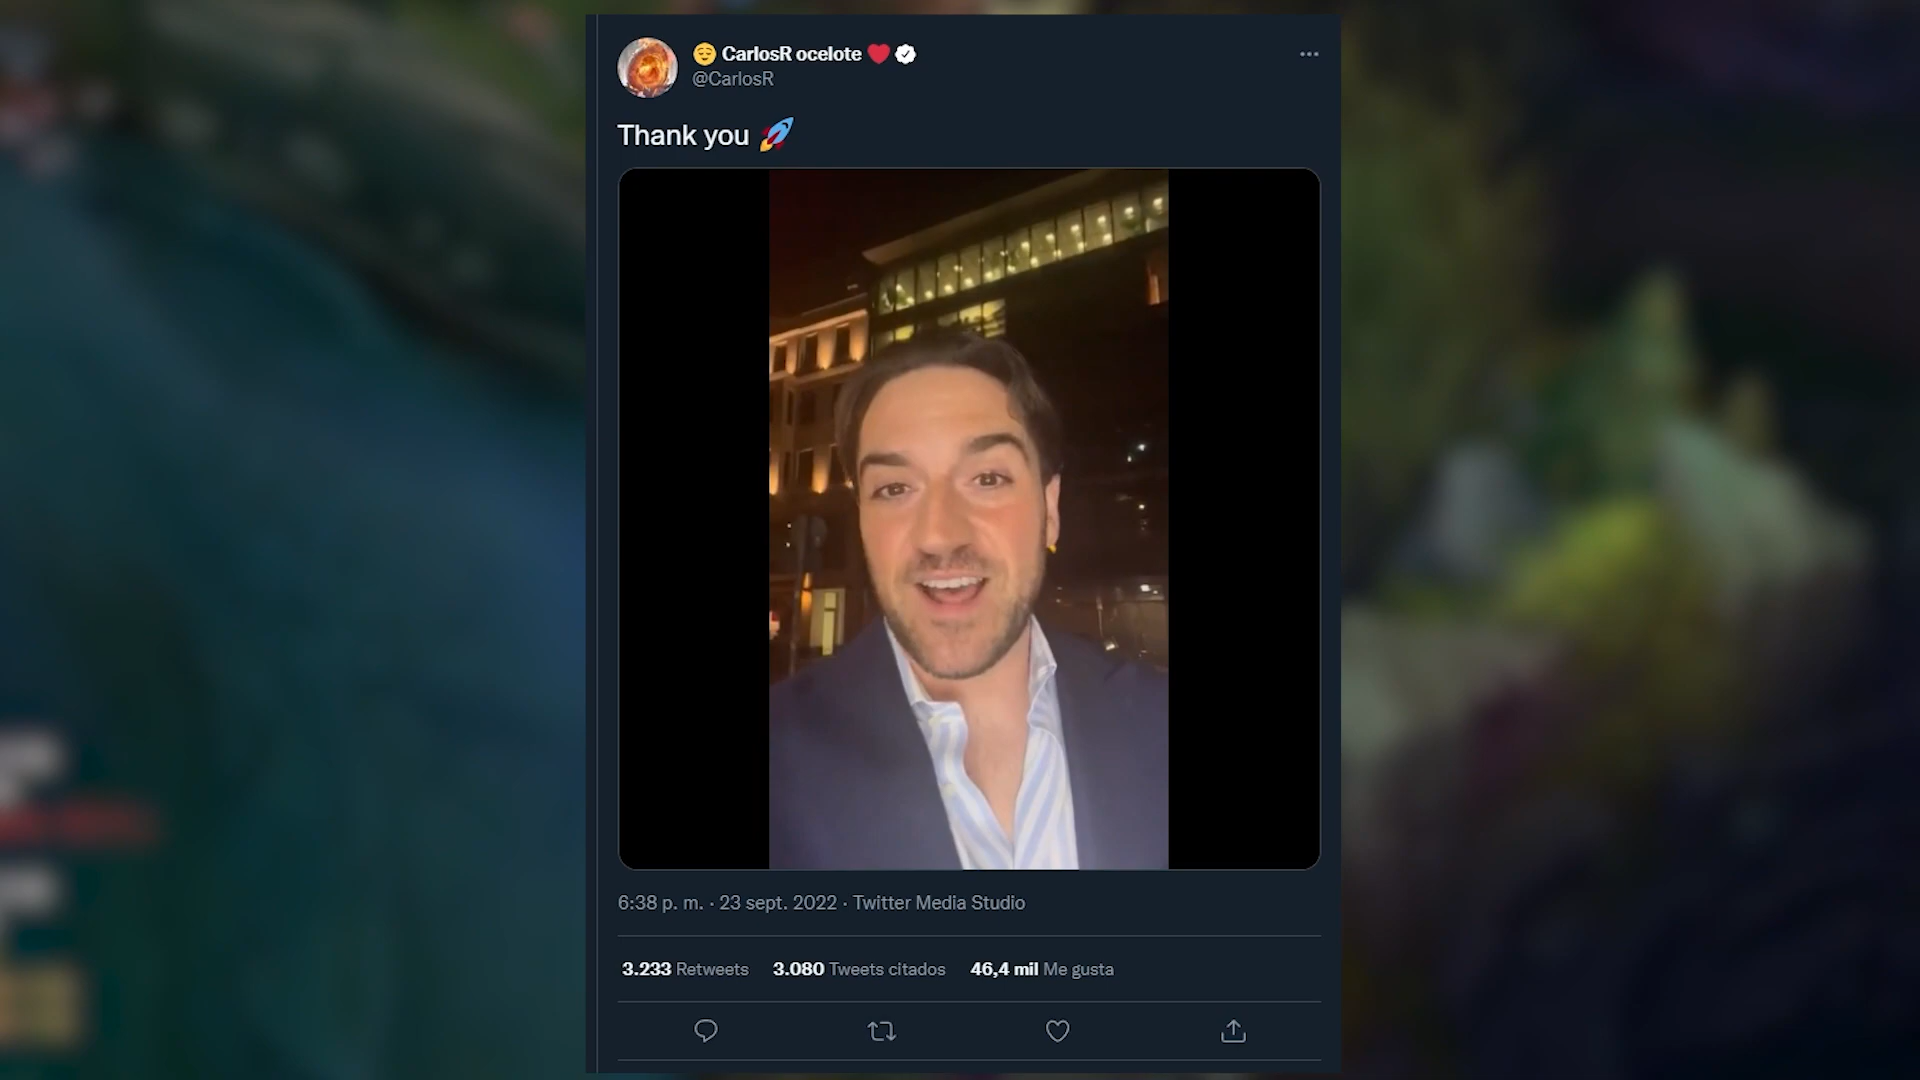 😌 CarlosR ocelote ❤️
@CarlosR
Thank you 🚀
6:38 p. m. · 23 sept. 2022 · Twitter Media Studio
3.233 Retweets 3.080 Tweets citados 46,4 mil Me gusta